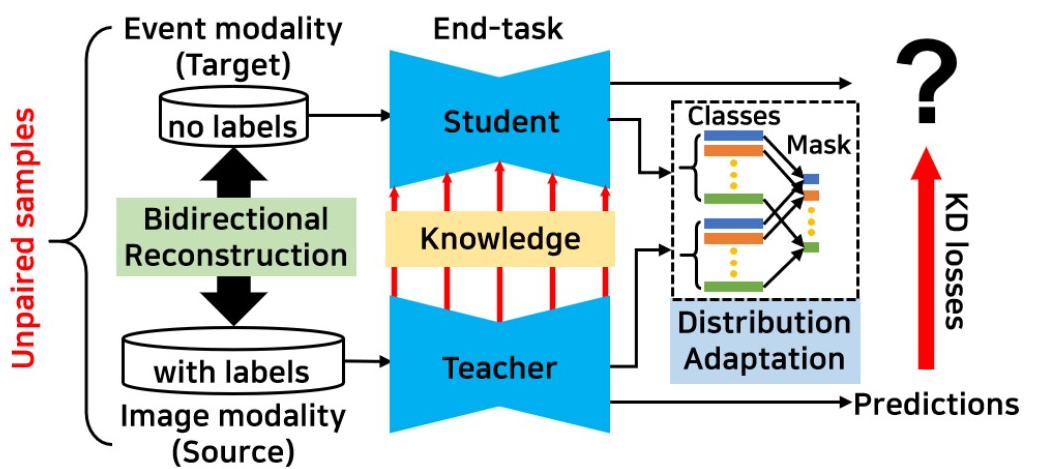 Unpaired samples
Event modality
(Target)
no labels
Bidirectional
Reconstruction
with labels
Image modality
(Source)
End-task
Student
Knowledge
Teacher
Classes
Mask
Distribution
Adaptation
?
KD losses
Predictions